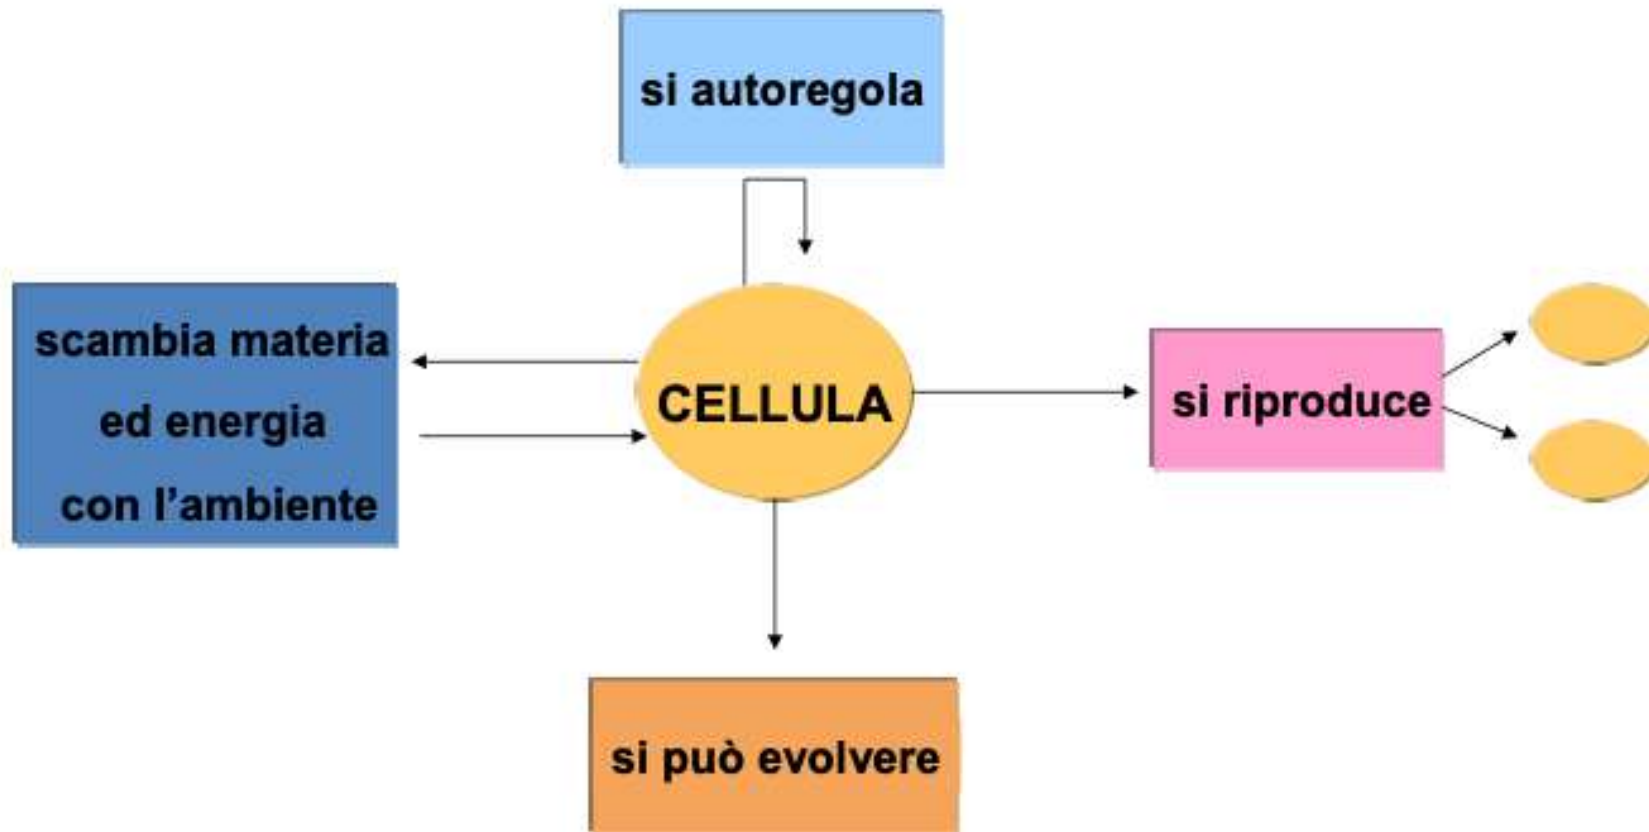 si autoregola
scambia materia
ed energia
con l’ambiente
CELLULA
si riproduce
si può evolvere